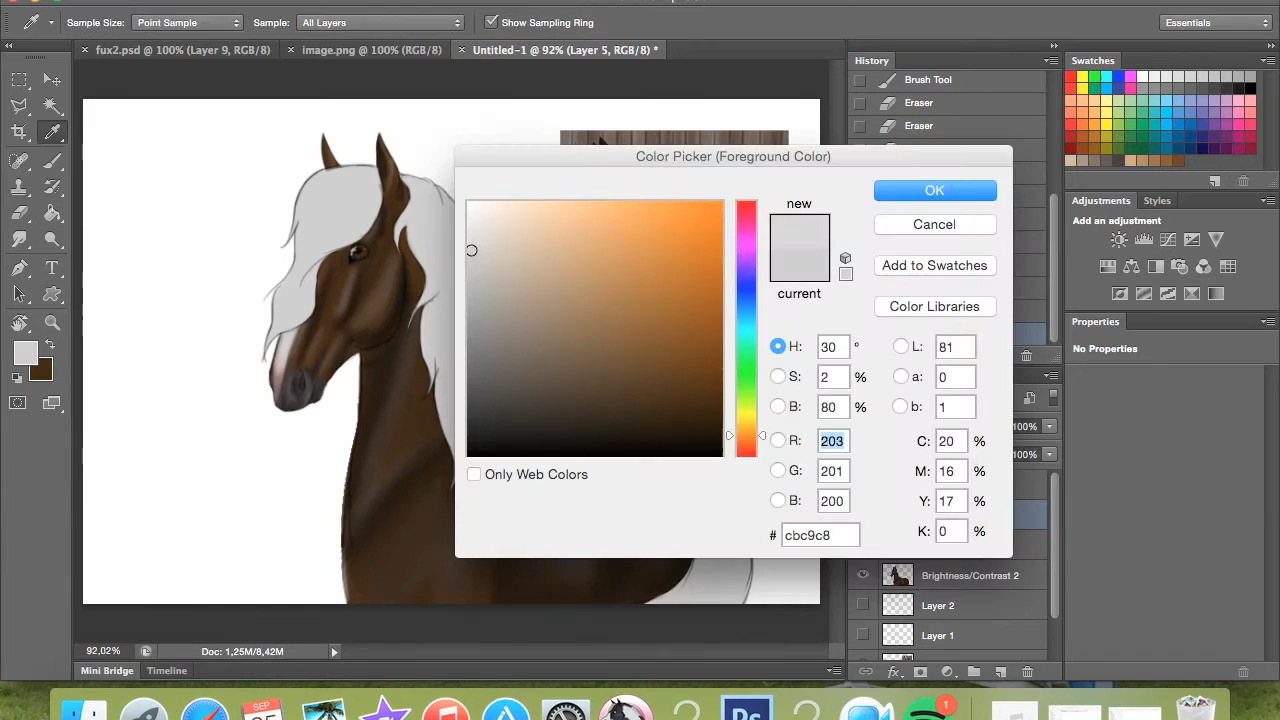 Sample Size: Point Sample Sample: All Layers Show Sampling Ring Essentials
fux2.psd @ 100% (Layer 9, RGB/8) image.png @ 100% (RGB/8) Untitled-1 @ 92% (Layer 5, RGB/8) *
History
Brush Tool
Eraser
Eraser
Swatches
Adjustments Styles
Add an adjustment
Properties
No Properties
Color Picker (Foreground Color)
new
current
OK
Cancel
Add to Swatches
Color Libraries
H: 30 ° L: 81
S: 2 % a: 0
B: 80 % b: 1
R: 203 C: 20 %
G: 201 M: 16 %
B: 200 Y: 17 %
# cbc9c8 K: 0 %
Only Web Colors
100%
100%
Brightness/Contrast 2
Layer 2
Layer 1
92,02% Doc: 1,25M/8,42M
Mini Bridge Timeline
SEP
Ps
1